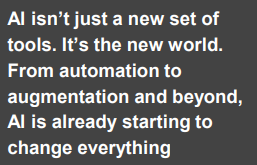 AI isn’t just a new set of
tools. It’s the new world.
From automation to
augmentation and beyond,
AI is already starting to
change everything